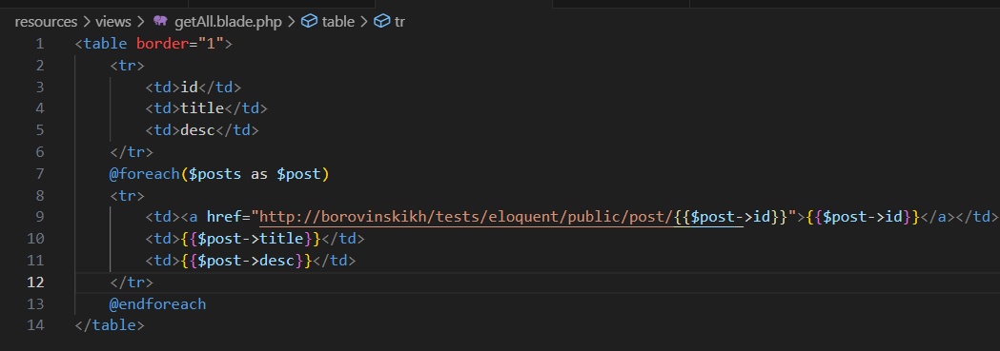 resources > views > getAll.blade.php > table > tr
1 <table border="1">
2 <tr>
3 <td>id</td>
4 <td>title</td>
5 <td>desc</td>
6 </tr>
7 @foreach($posts as $post)
8 <tr>
9 <td><a href="http://borovinskikh/tests/eloquent/public/post/{{$post->id}}">{{$post->id}}</a></td>
10 <td>{{$post->title}}</td>
11 <td>{{$post->desc}}</td>
12 </tr>
13 @endforeach
14 </table>